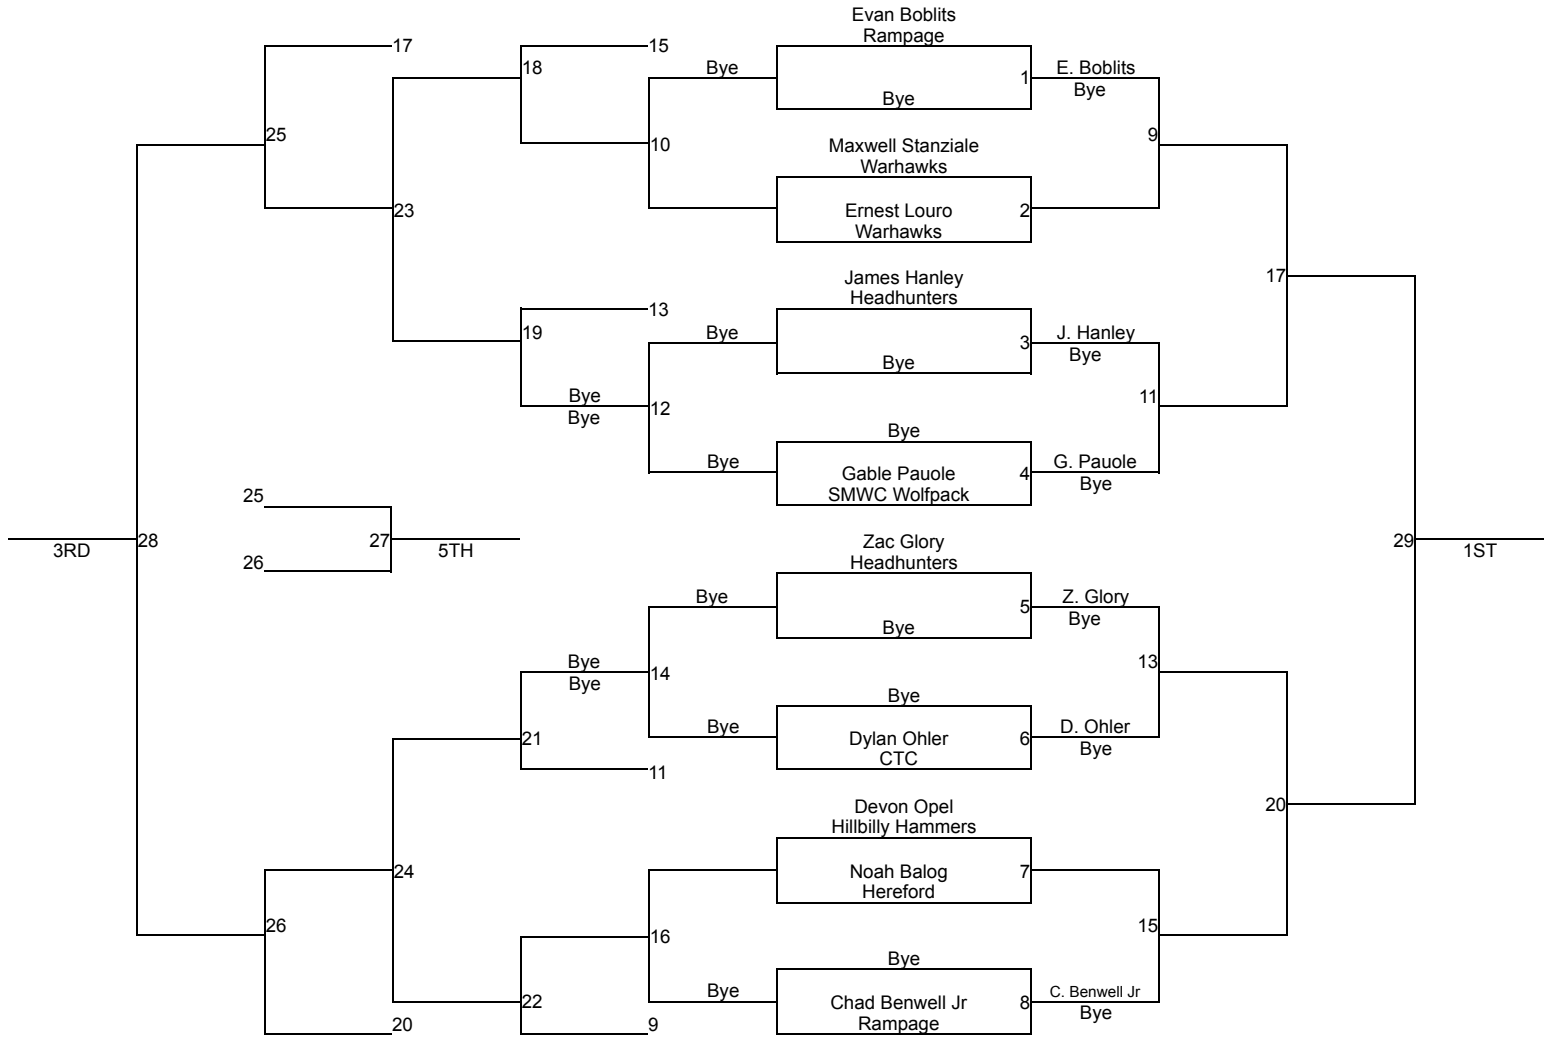 Evan Boblits
Rampage
17
15
18
Bye
1
E. Boblits
Bye
Bye
25
10
9
Maxwell Stanziale
Warhawks
23
Ernest Louro
Warhawks
2
James Hanley
Headhunters
17
13
19
Bye
3
J. Hanley
Bye
Bye
Bye
Bye
12
11
Bye
Bye
Gable Pauole
SMWC Wolfpack
4
G. Pauole
Bye
25
3RD
28
27
5TH
26
29
1ST
Zac Glory
Headhunters
Bye
5
Z. Glory
Bye
Bye
Bye
Bye
14
13
Bye
Bye
21
Dylan Ohler
CTC
6
D. Ohler
Bye
11
Devon Opel
Hillbilly Hammers
20
24
Noah Balog
Hereford
7
26
16
15
Bye
Bye
22
Chad Benwell Jr
Rampage
8
C. Benwell Jr
Bye
20
9